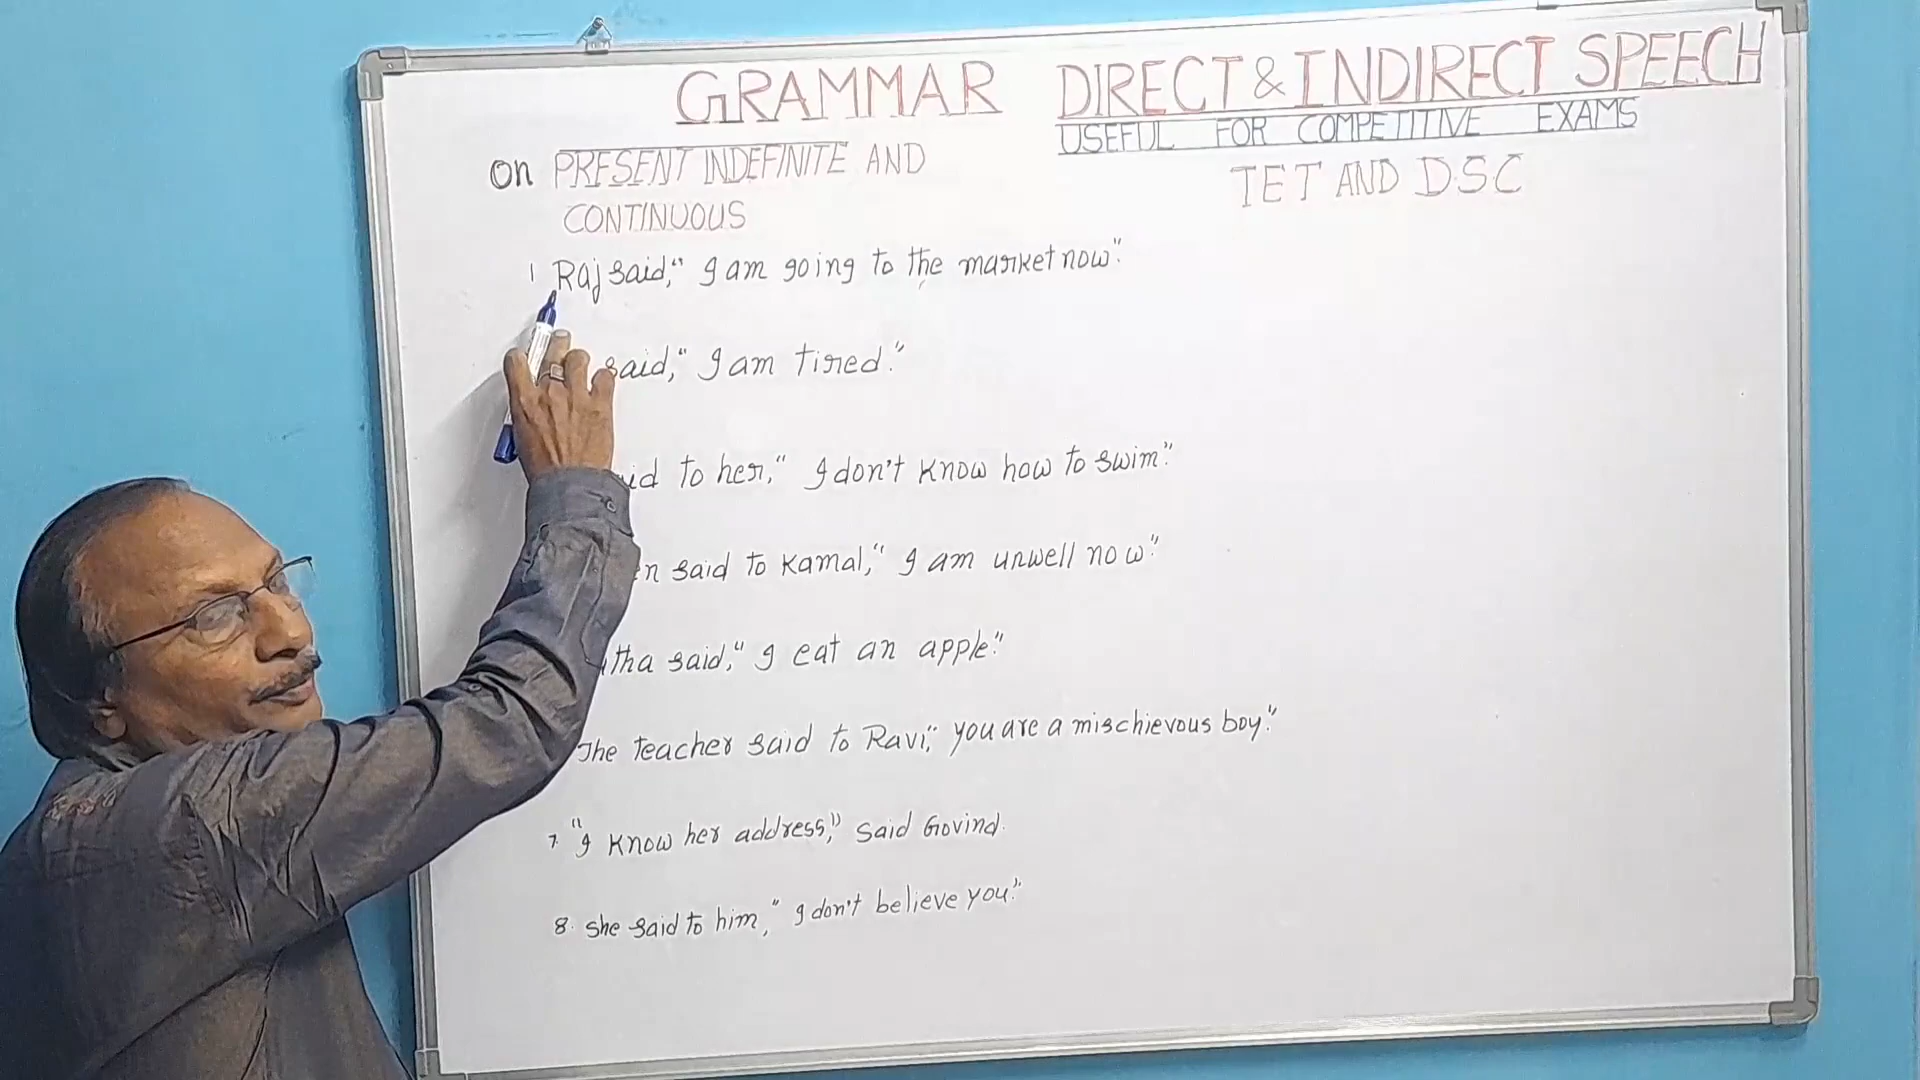 GRAMMAR DIRECT & INDIRECT SPEECH
USEFUL FOR COMPETITIVE EXAMS
On PRESENT INDEFINITE AND
CONTINUOUS
TET AND D.S.C
1 Raj said," I am going to the market now".
said," I am tired."
to her," I don't know how to swim."
said to Kamal," I am unwell now".
said," I eat an apple."
The teacher said to Ravi," you are a mischievous boy."
7. "I know her address," said Govind.
8. She said to him," I don't believe you".